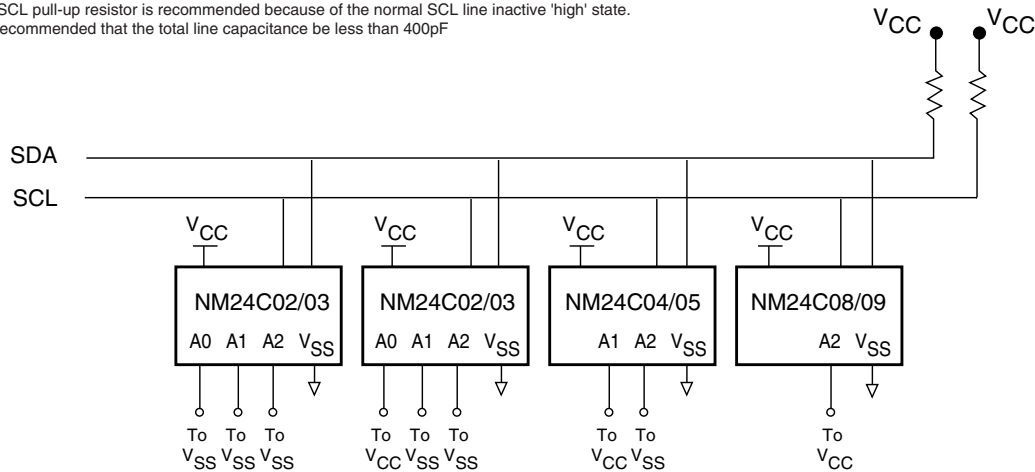 SCL pull-up resistor is recommended because of the normal SCL line inactive 'high' state.
recommended that the total line capacitance be less than 400pF
VCC VCC
SDA
SCL
VCC VCC VCC VCC
NM24C02/03 NM24C02/03 NM24C04/05 NM24C08/09
A0 A1 A2 VSS A0 A1 A2 VSS A1 A2 VSS A2 VSS
To To To To To To To To To
VSS VSS VSS VCC VSS VSS VCC VSS VCC